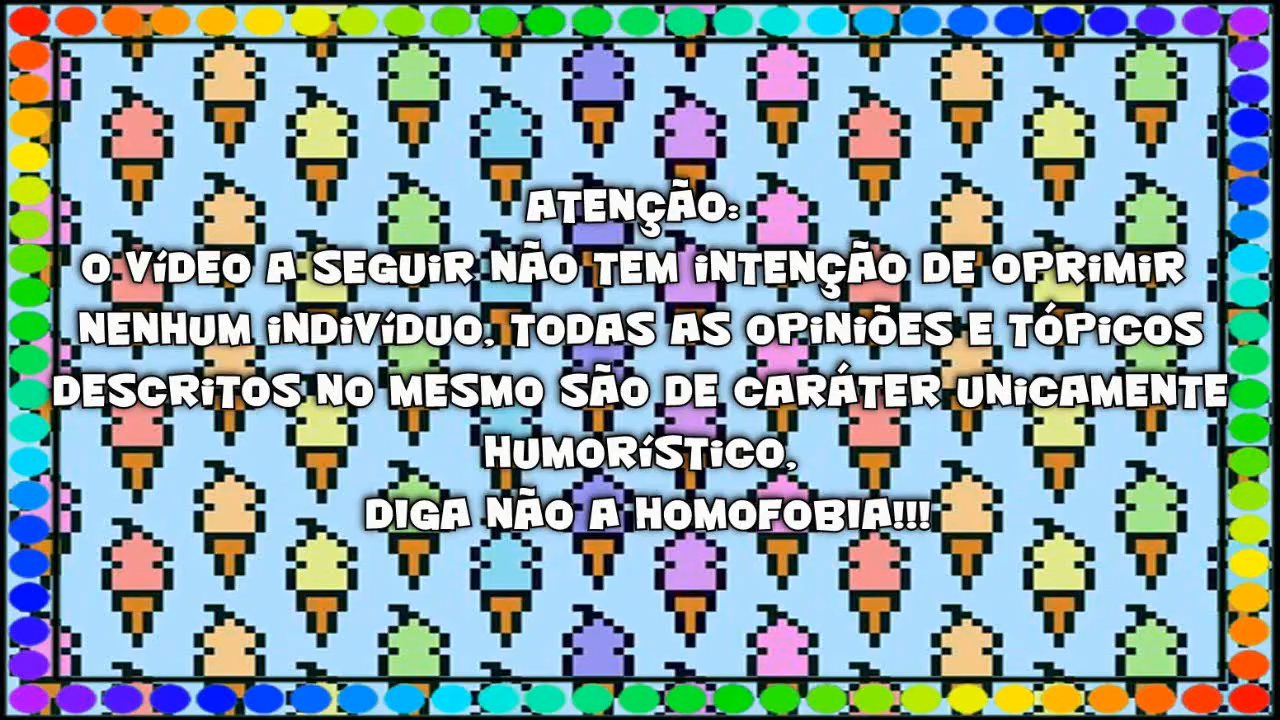 ATENÇÃO:
O VÍDEO A SEGUIR NÃO TEM INTENÇÃO DE OPRIMIR
NENHUM INDIVÍDUO, TODAS AS OPINIÕES E TÓPICOS
DESCRITOS NO MESMO SÃO DE CARÁTER UNICAMENTE
HUMORÍSTICO,
DIGA NÃO A HOMOFOBIA!!!